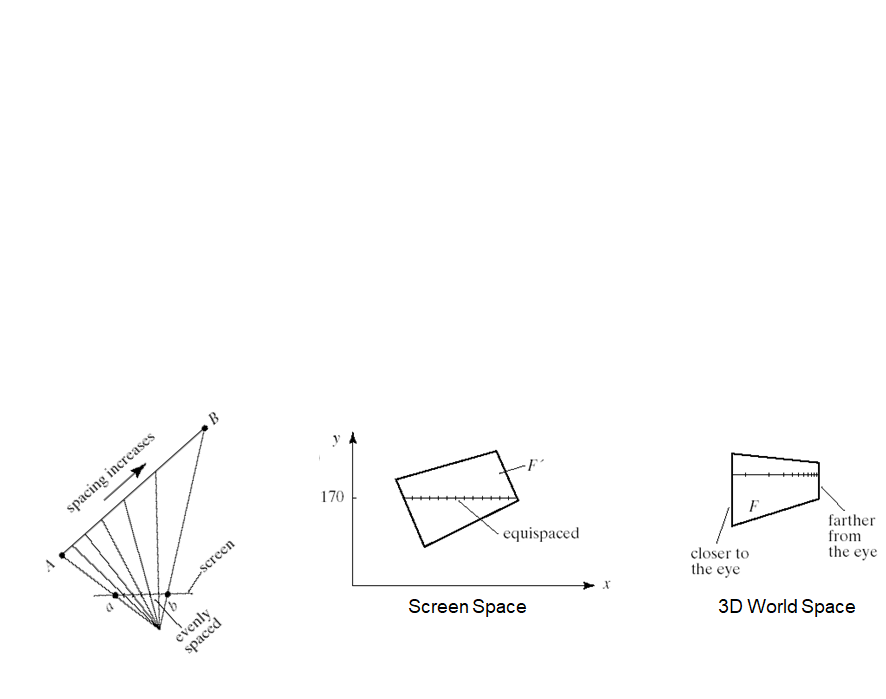 B
spacing increases
A
screen
a
b
evenly
spaced
y
F´
170
equispaced
x
Screen Space
F
farther
from
the eye
closer to
the eye
3D World Space